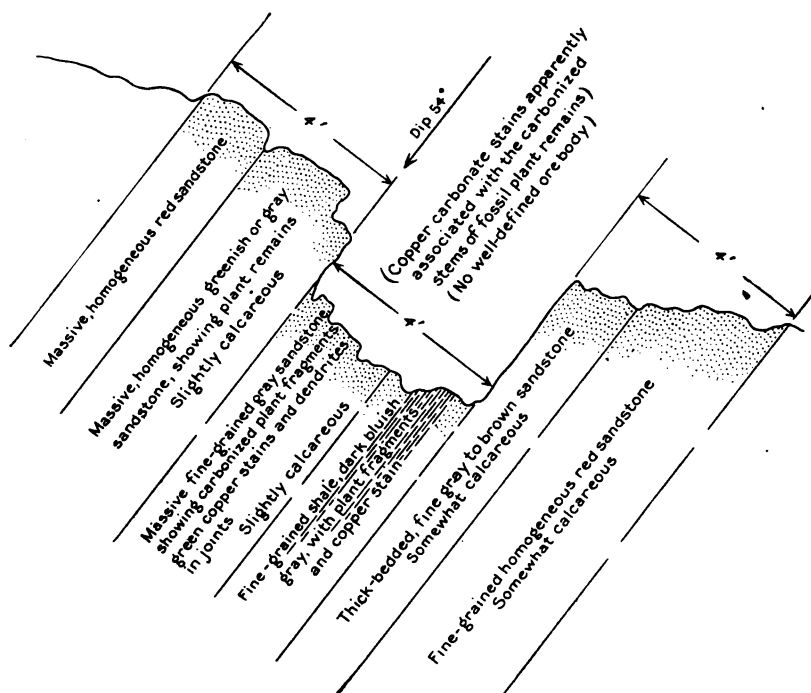 4'
Dip 54°
(Copper carbonate stains apparently
associated with the carbonized
stems of fossil plant remains)
(No well-defined ore body)
4'
4'
Massive, homogeneous red sandstone
Massive, homogeneous greenish or gray
sandstone, showing plant remains
Slightly calcareous
Massive fine-grained gray sandstone
showing carbonized plant fragments
green copper stains and dendrites
in joints
Slightly calcareous
Fine-grained shale, dark bluish
gray, with plant fragments
and copper stain
Thick-bedded, fine gray to brown sandstone
Somewhat calcareous
Fine-grained homogeneous red sandstone
Somewhat calcareous